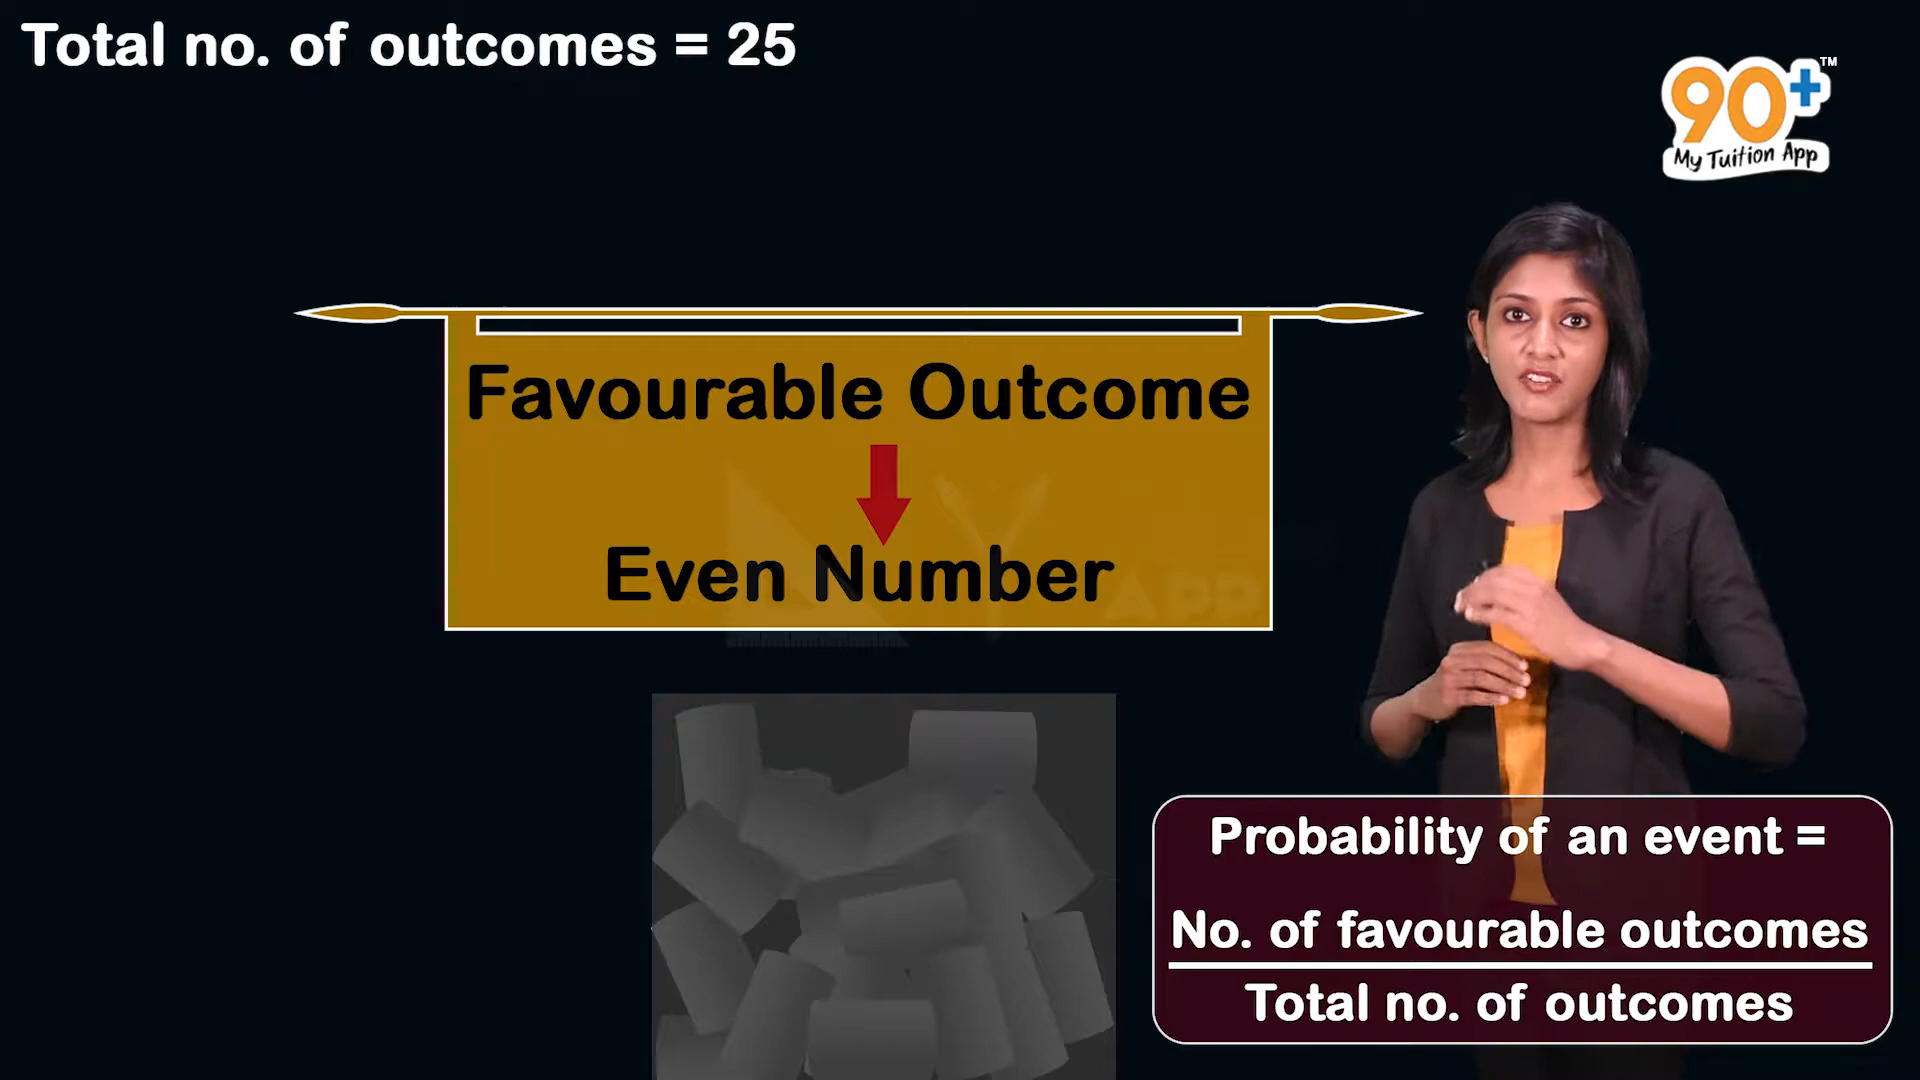 Total no. of outcomes = 25
90+ TM
My Tuition App
Favourable Outcome
Even Number
App
Probability of an event =
No. of favourable outcomes
Total no. of outcomes